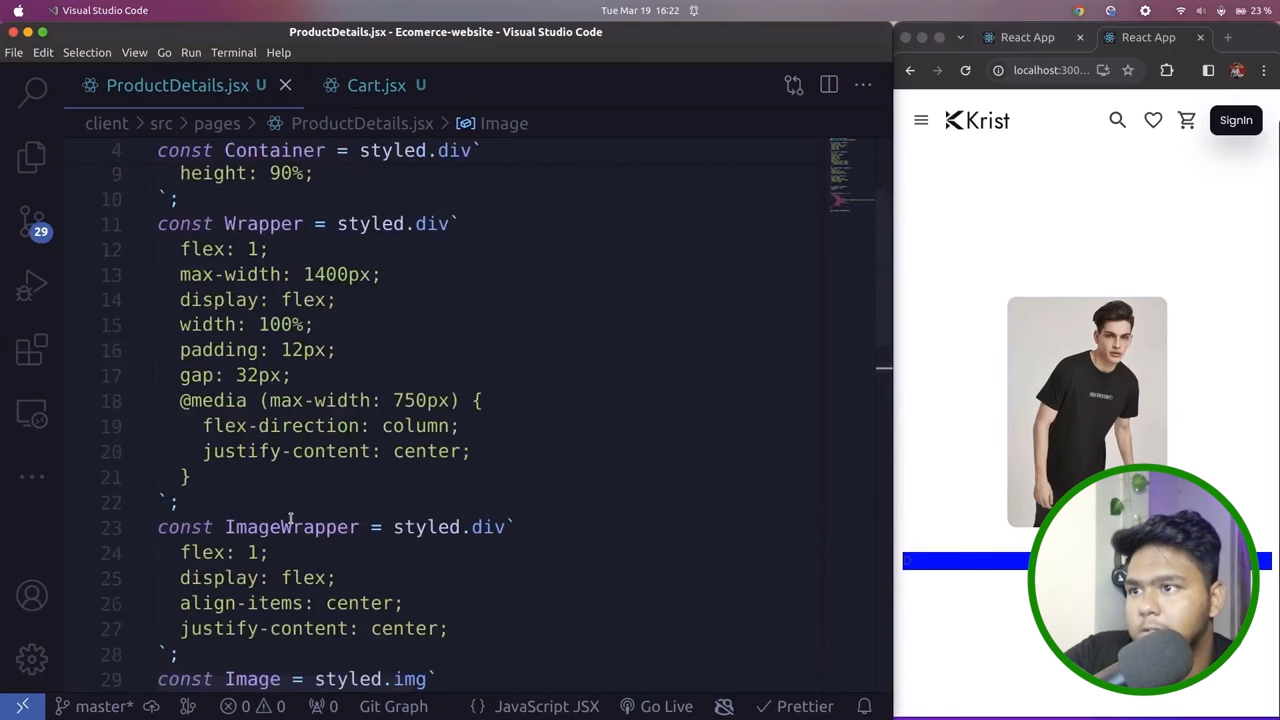 Visual Studio Code
Tue Mar 19 16:22
23 %
ProductDetails.jsx - Ecomerce-website - Visual Studio Code
File Edit Selection View Go Run Terminal Help
ProductDetails.jsx U
Cart.jsx U
client > src > pages > ProductDetails.jsx > Image
4 const Container = styled.div`
9 height: 90%;
10 `;
11 const Wrapper = styled.div`
12 flex: 1;
13 max-width: 1400px;
14 display: flex;
15 width: 100%;
16 padding: 12px;
17 gap: 32px;
18 @media (max-width: 750px) {
19 flex-direction: column;
20 justify-content: center;
21 }
22 `;
23 const ImageWrapper = styled.div`
24 flex: 1;
25 display: flex;
26 align-items: center;
27 justify-content: center;
28 `;
29 const Image = styled.img`
29
master* 0 0 0 Git Graph JavaScript JSX Go Live Prettier
React App
React App
localhost:300...
Krist
SignIn